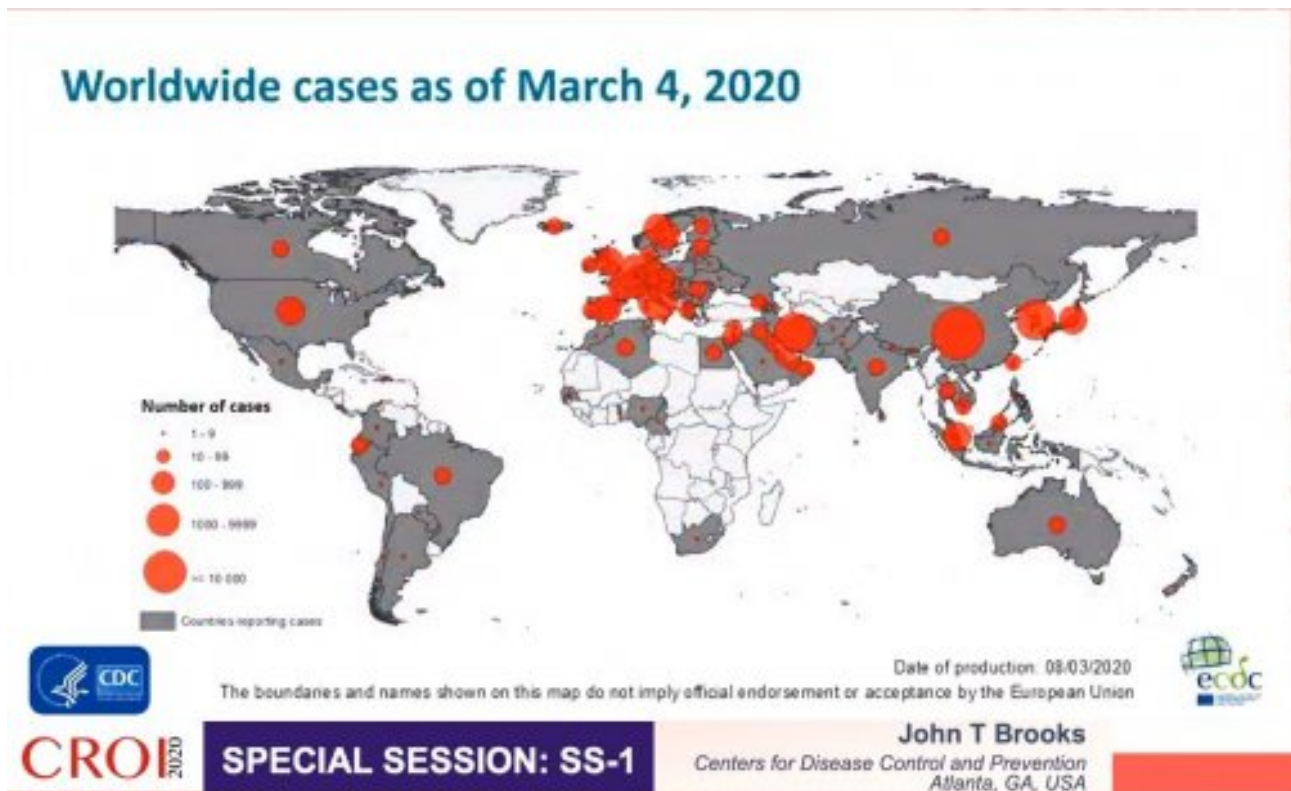 Worldwide cases as of March 4, 2020
Number of cases
1 - 9
10 - 99
100 - 999
1000 - 9999
>= 10 000
Countries reporting cases
Date of production: 08/03/2020
The boundaries and names shown on this map do not imply official endorsement or acceptance by the European Union
CDC
ecdc
CROI 2020
SPECIAL SESSION: SS-1
John T Brooks
Centers for Disease Control and Prevention
Atlanta, GA, USA